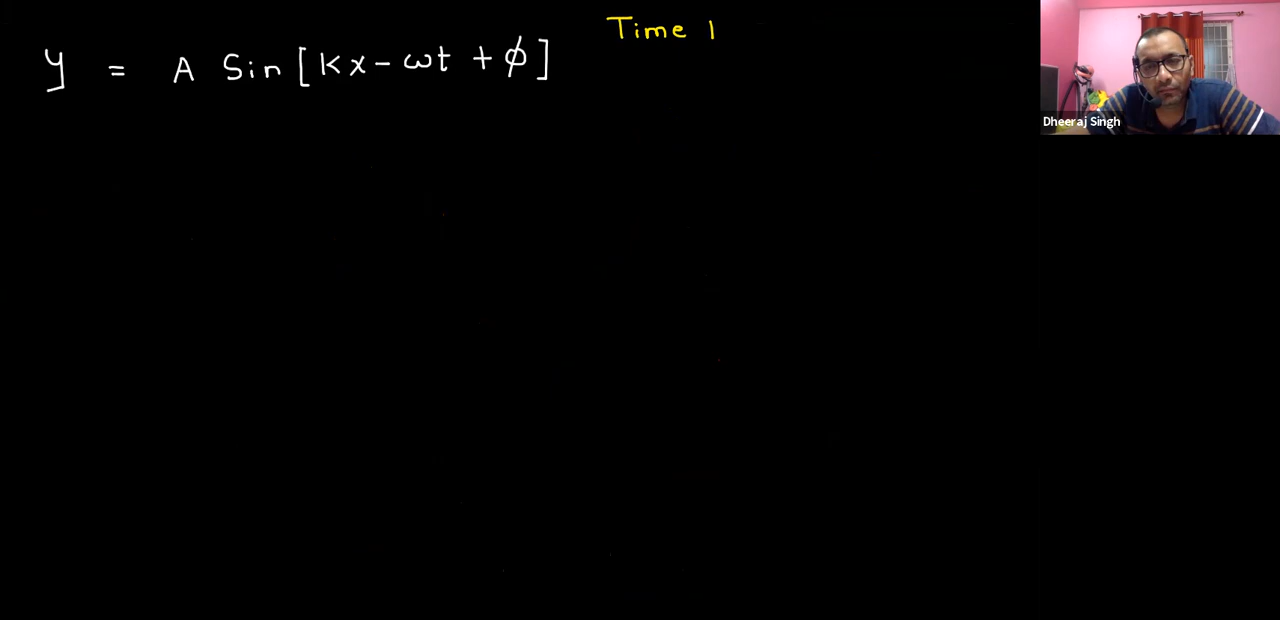 Time 1
y = A Sin [Kx - ωt + ϕ]
Dheeraj Singh